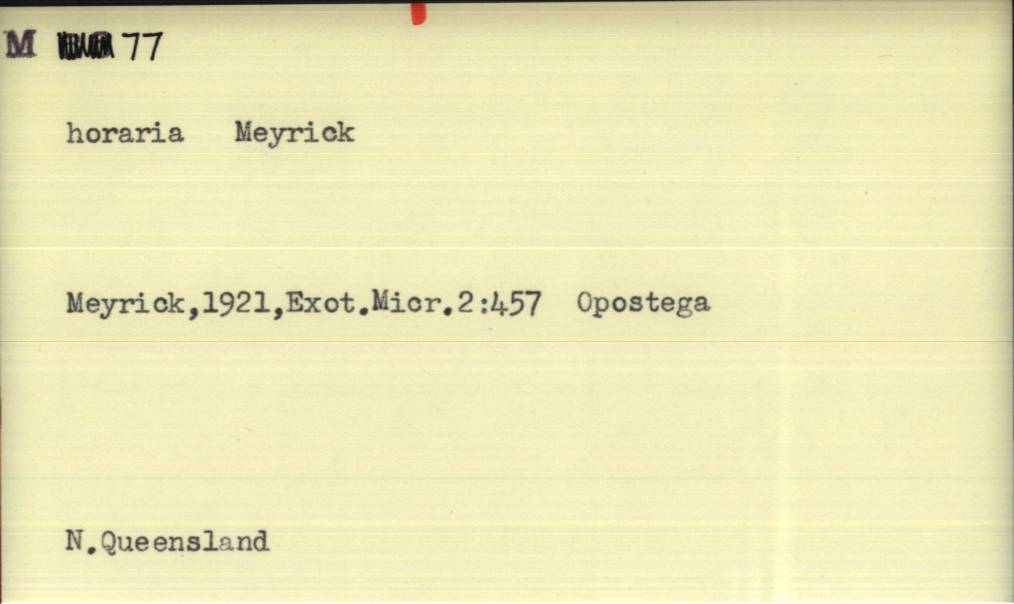 M 77
horaria Meyrick
Meyrick,1921,Exot.Micr.2:457 Opostega
N.Queensland